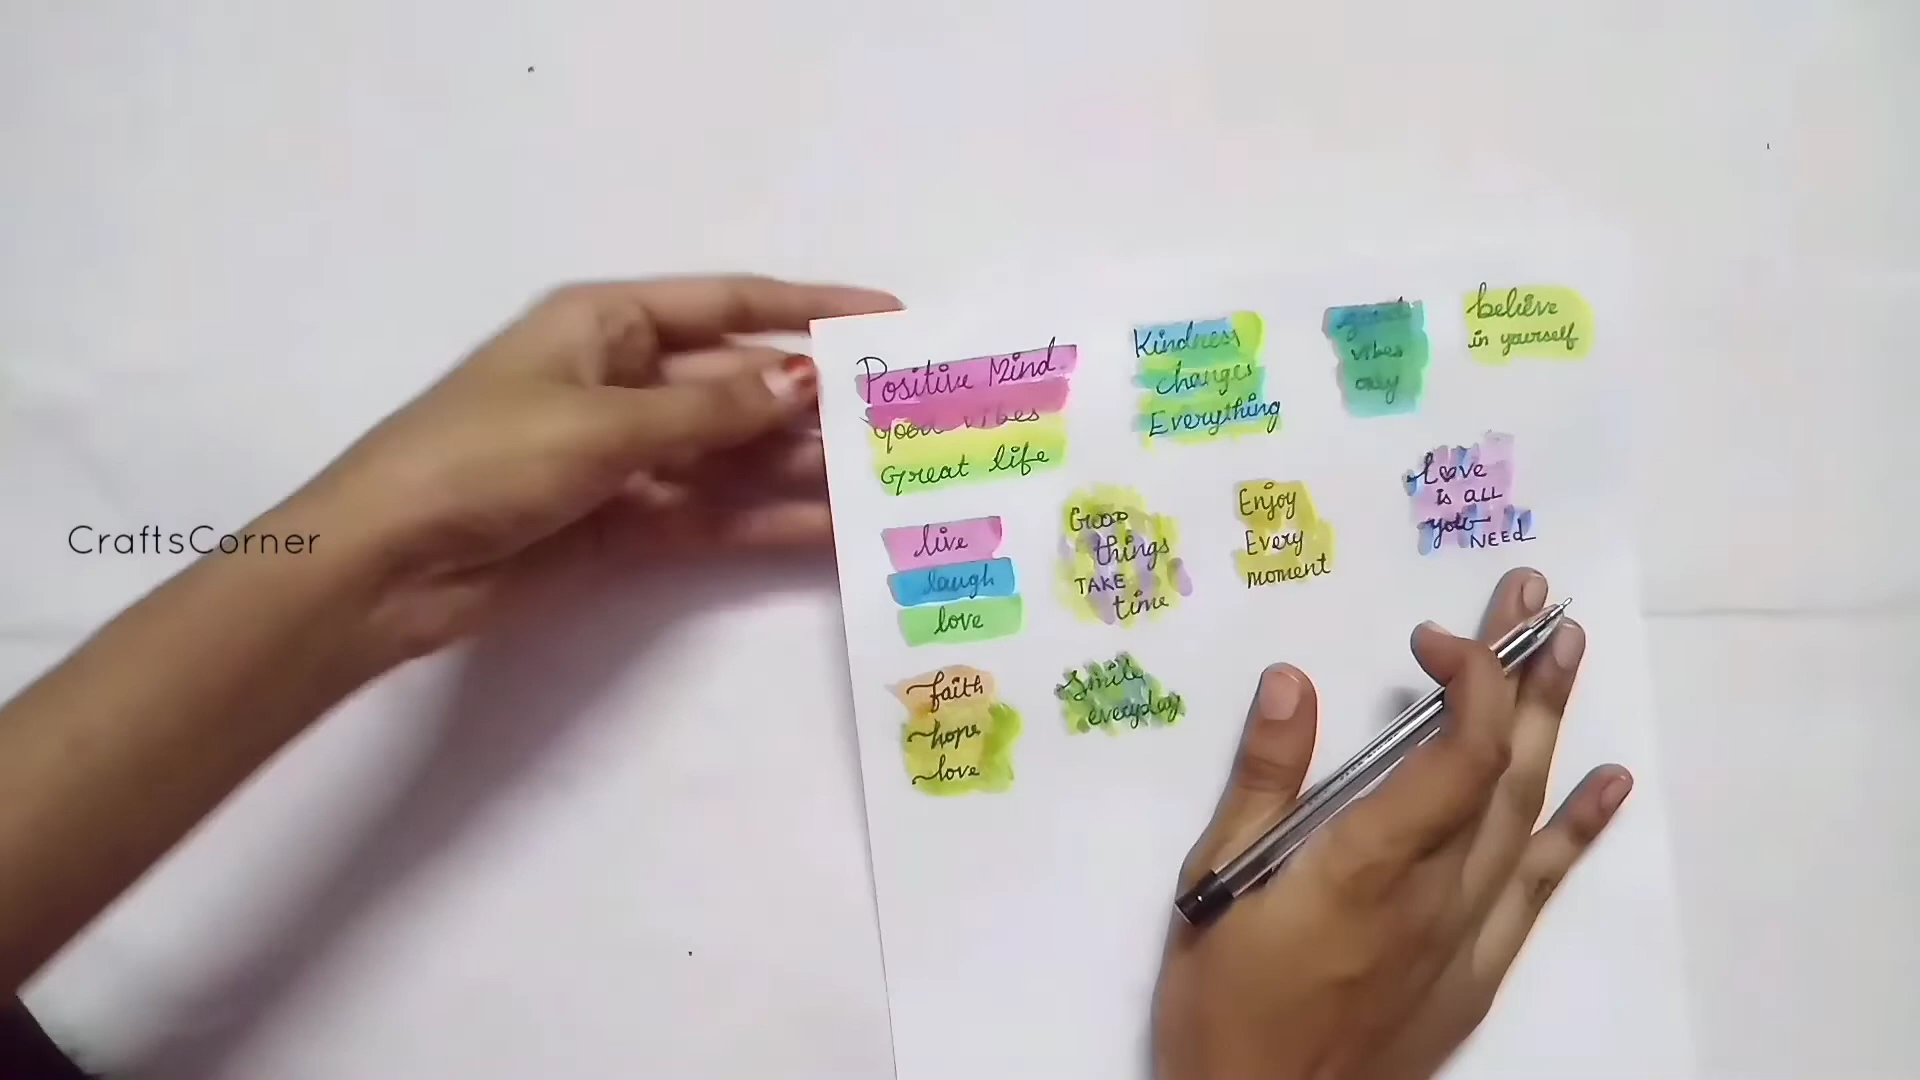 CraftsCorner
Positive Mind
Good vibes
Great life
Kindness
changes
Everything
good
vibes
only
believe
in yourself
live
laugh
love
Good
things
TAKE
time
Enjoy
Every
moment
Love
is ALL
you
NEED
faith
hope
love
Smile
everyday